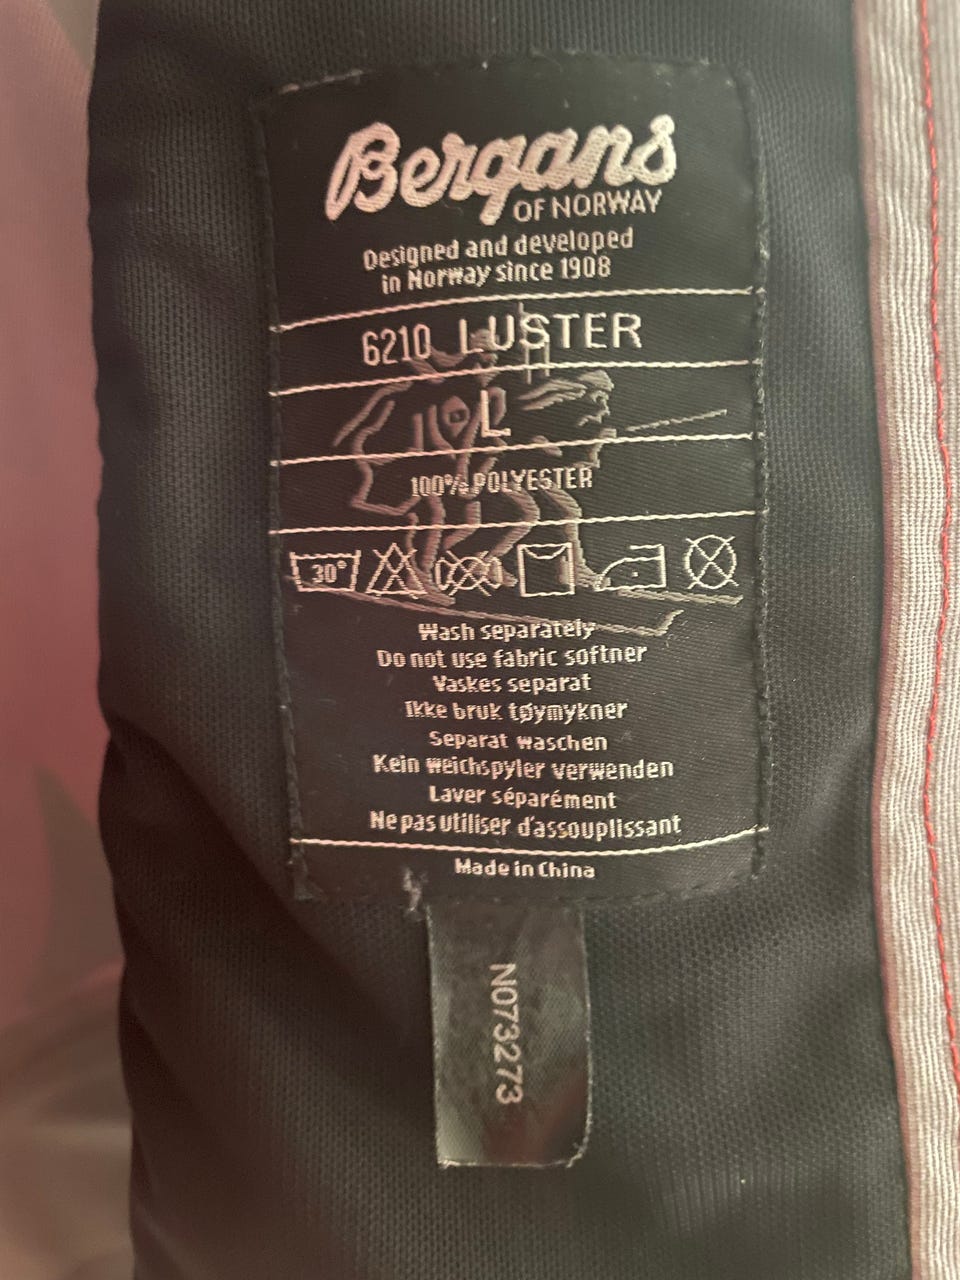 Bergans
OF NORWAY
Designed and developed
in Norway since 1908
6210 LUSTER
L
100% POLYESTER
30°
Wash separately
Do not use fabric softner
Vaskes separat
Ikke bruk tøymykner
Separat waschen
Kein weichspyler verwenden
Laver séparément
Ne pas utiliser d'assouplissant
Made in China
N073273